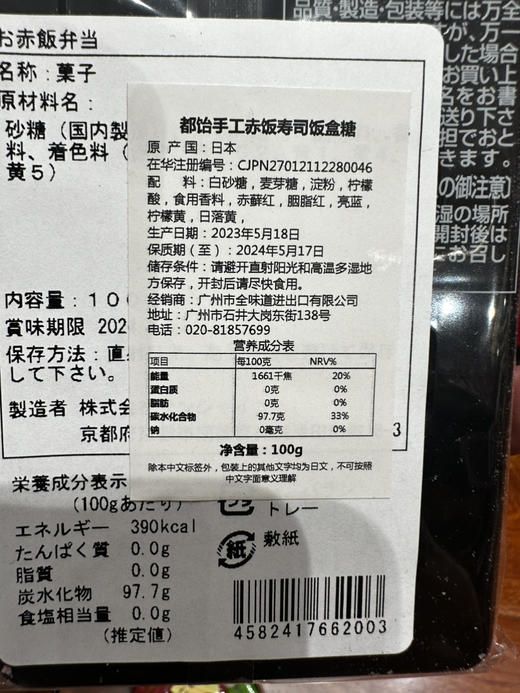 品質・製造・包装等には万全
が、万一
した場合
お買い上
名をお書
送り下さ
担でおと
きます。
の御注意)
湿の場所
開封後は
お召し
お赤飯弁当
名称：菓子
原材料名：
砂糖（国内製
料、着色料（
黄５）
内容量：１０
賞味期限 202
保存方法：直
して下さい。
製造者 株式会
京都府
3
都饴手工赤饭寿司饭盒糖
原 产 国：日本
在华注册编号：CJPN27012112280046
配 料：白砂糖，麦芽糖，淀粉，柠檬
酸，食用香料，赤藓红，胭脂红，亮蓝，
柠檬黄，日落黄，
生产日期：2023年5月18日
保质期（至）：2024年5月17日
储存条件：请避开直射阳光和高温多湿地
方保存，开封后请尽快食用。
经销商：广州市全味道进出口有限公司
地址：广州市石井大岗东街138号
电话：020-81857699
营养成分表
项目 每100克 NRV%
能量 1661千焦 20%
蛋白质 0克 0%
脂肪 0克 0%
碳水化合物 97.7克 33%
钠 0毫克 0%
净含量：100g
除本中文标签外，包装上的其他文字均为日文，不可按照
中文字面意义理解
栄養成分表示
(100gあたり)
エネルギー 390kcal
たんぱく質 0.0g
脂質 0.0g
炭水化物 97.7g
食塩相当量 0.0g
(推定値)
トレー
紙 敷紙
4582417662003